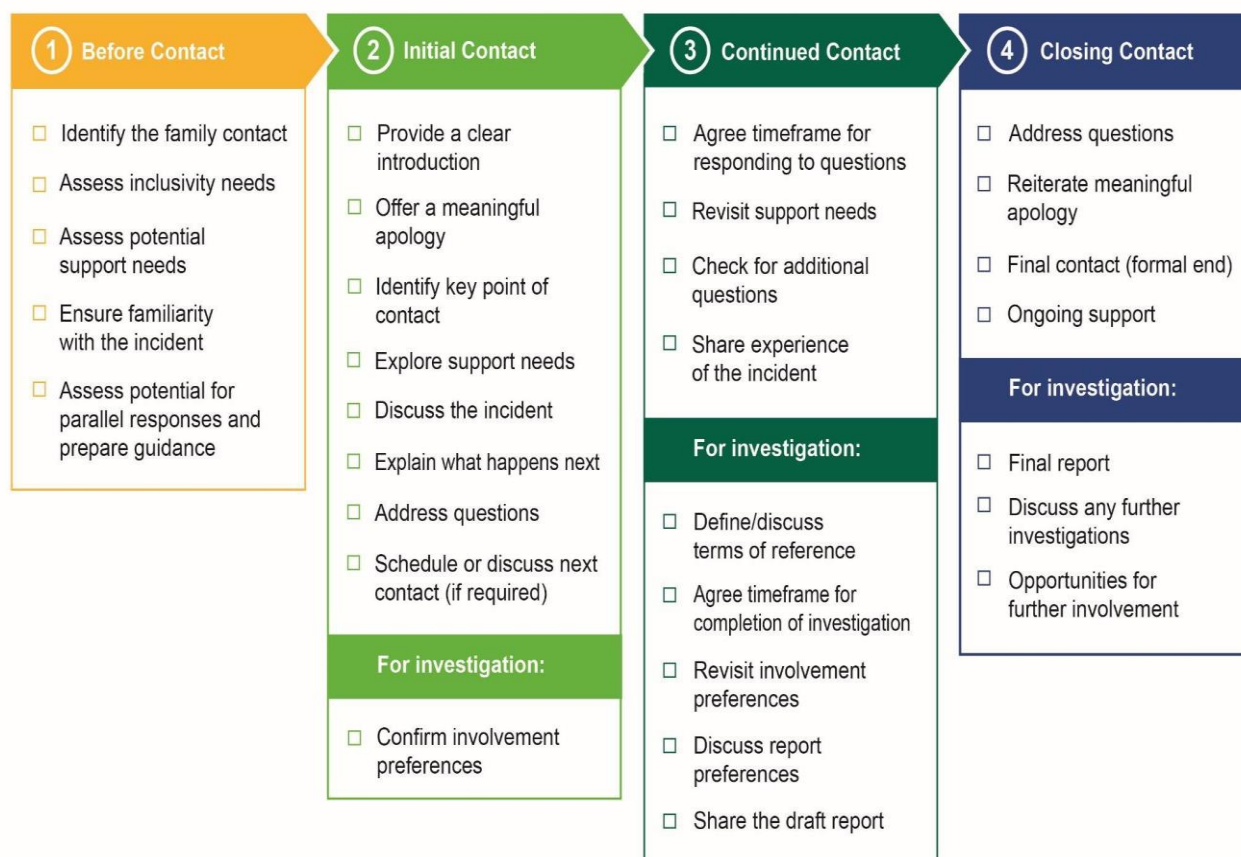 1 Before Contact
Identify the family contact
Assess inclusivity needs
Assess potential
support needs
Ensure familiarity
with the incident
Assess potential for
parallel responses and
prepare guidance
2 Initial Contact
Provide a clear
introduction
Offer a meaningful
apology
Identify key point of
contact
Explore support needs
Discuss the incident
Explain what happens next
Address questions
Schedule or discuss next
contact (if required)
For investigation:
Confirm involvement
preferences
3 Continued Contact
Agree timeframe for
responding to questions
Revisit support needs
Check for additional
questions
Share experience
of the incident
For investigation:
Define/discuss
terms of reference
Agree timeframe for
completion of investigation
Revisit involvement
preferences
Discuss report
preferences
Share the draft report
4 Closing Contact
Address questions
Reiterate meaningful
apology
Final contact (formal end)
Ongoing support
For investigation:
Final report
Discuss any further
investigations
Opportunities for
further involvement